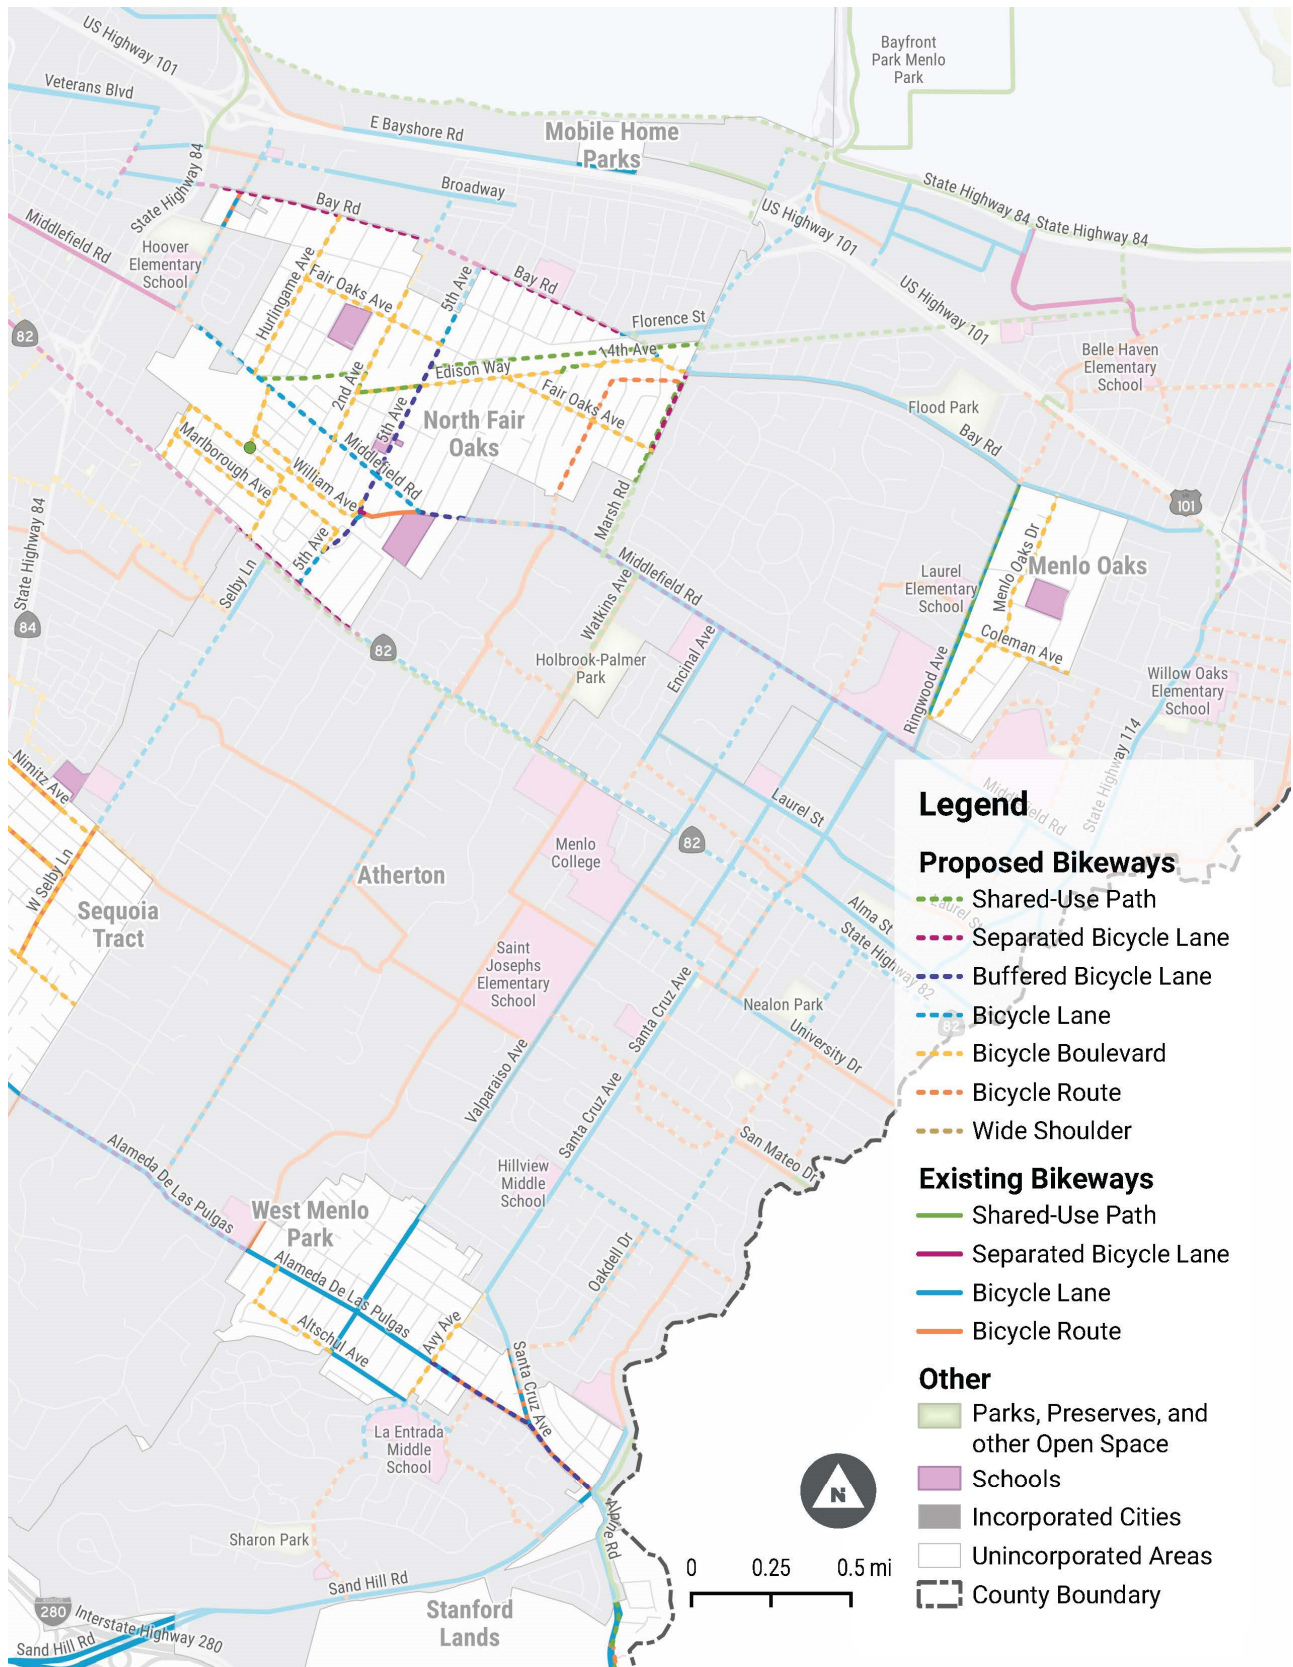 US Highway 101
Veterans Blvd
E Bayshore Rd
Mobile Home
Parks
Bayfront
Park Menlo
Park
State Highway 84
Broadway
Bay Rd
Middlefield Rd
Hoover
Elementary
School
State Highway 84
State Highway 84
US Highway 101
Hurlingame Ave
Fair Oaks Ave
5th Ave
Bay Rd
US Highway 101
Florence St
82
14th Ave
Edison Way
2nd Ave
Fair Oaks Ave
Belle Haven
Elementary
School
Flood Park
Bay Rd
5th Ave
North Fair
Oaks
Marlborough Ave
William Ave
Middlefield Rd
Marsh Rd
101
State Highway 84
84
Selby Ln
5th Ave
Middlefield Rd
Watkins Ave
Menlo Oaks Dr
Menlo Oaks
Laurel
Elementary
School
Coleman Ave
82
Holbrook-Palmer
Park
Encinal Ave
Ringwood Ave
Willow Oaks
Elementary
School
State Highway 114
Nimitz Ave
W Selby Ln
Sequoia
Tract
Atherton
Menlo
College
82
Laurel St
Middlefield Rd
Alma St
Laurel St
State Highway 82
82
Saint
Josephs
Elementary
School
Santa Cruz Ave
Nealon Park
University Dr
Valparaiso Ave
Santa Cruz Ave
San Mateo Dr
Alameda De Las Pulgas
Hillview
Middle
School
West Menlo
Park
Oakdell Dr
Alameda De Las Pulgas
Altschul Ave
Avy Ave
Santa Cruz Ave
La Entrada
Middle
School
Sharon Park
Alpine Rd
Sand Hill Rd
Stanford
Lands
280
Interstate Highway 280
Sand Hill Rd
N
0 0.25 0.5 mi
Legend
Proposed Bikeways
Shared-Use Path
Separated Bicycle Lane
Buffered Bicycle Lane
Bicycle Lane
Bicycle Boulevard
Bicycle Route
Wide Shoulder
Existing Bikeways
Shared-Use Path
Separated Bicycle Lane
Bicycle Lane
Bicycle Route
Other
Parks, Preserves, and
other Open Space
Schools
Incorporated Cities
Unincorporated Areas
County Boundary